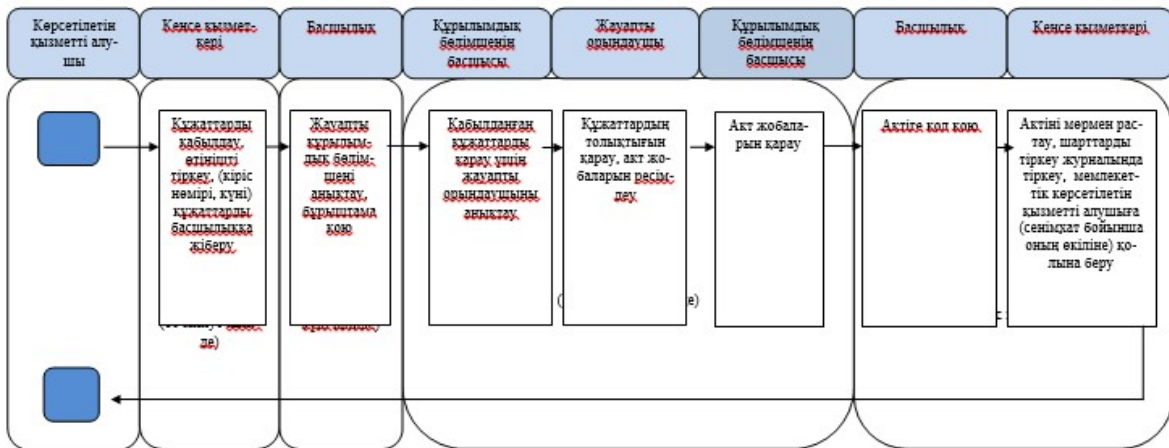 Көрсетілетін
қызметті алу-
шы
Кеңсе қызмет-
кері
Басшылық
Құрылымдық
бөлімшенің
басшысы
Жауапты
орындаушы
Құрылымдық
бөлімшенің
басшысы
Басшылық
Кеңсе қызметкері
Құжаттарды
қабылдау,
өтінішті
тіркеу, (кіріс
нөмірі, күні)
құжаттарды
басшылыққа
жіберу
де)
Жауапты
құрылым-
дық бөлім-
шені
анықтау,
бұрыштама
қою
Қабылданған
құжаттарды
қарау үшін
жауапты
орындаушыны
анықтау
Құжаттардың
толықтығын
қарау, акт жо-
баларын ресім-
деу
Акт жобала-
рын қарау
Актіге қол қою
Актіні мөрмен рас-
тау, шарттарды
тіркеу журналында
тіркеу, мемлекет-
тік көрсетілетін
қызметті алушыға
(сенімхат бойынша
оның өкіліне) қо-
лына беру